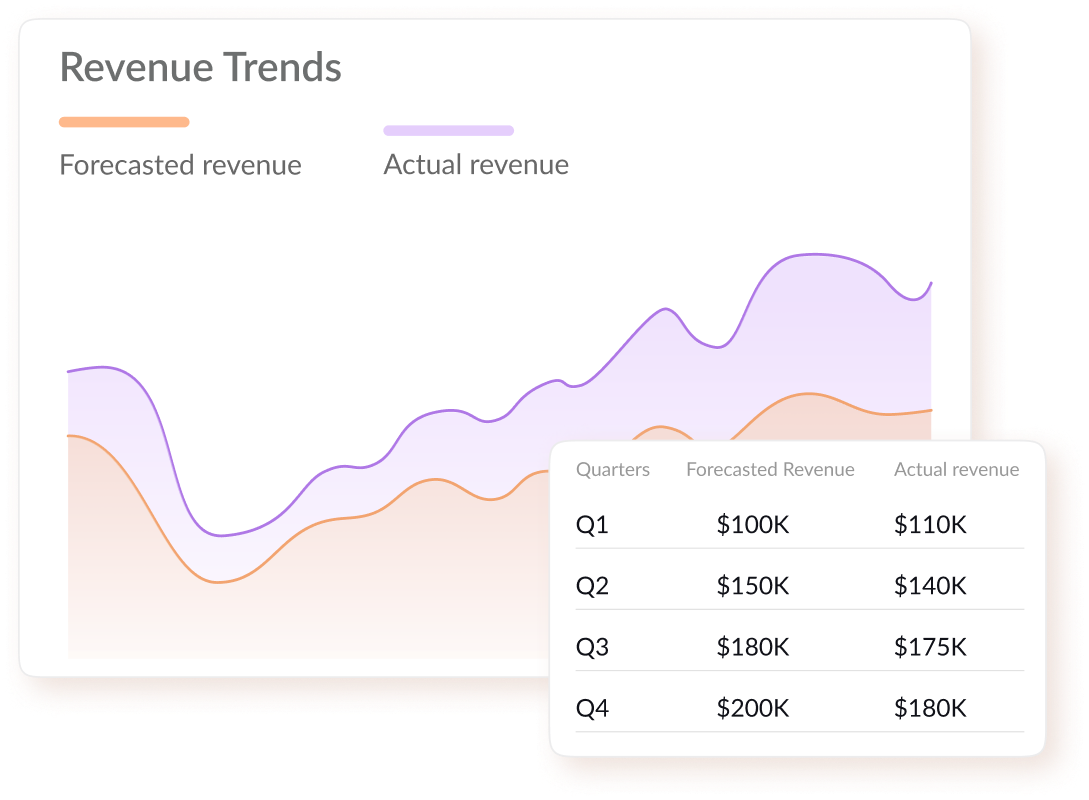 Revenue Trends
Forecasted revenue Actual revenue
Quarters Forecasted Revenue Actual revenue
Q1 $100K $110K
Q2 $150K $140K
Q3 $180K $175K
Q4 $200K $180K